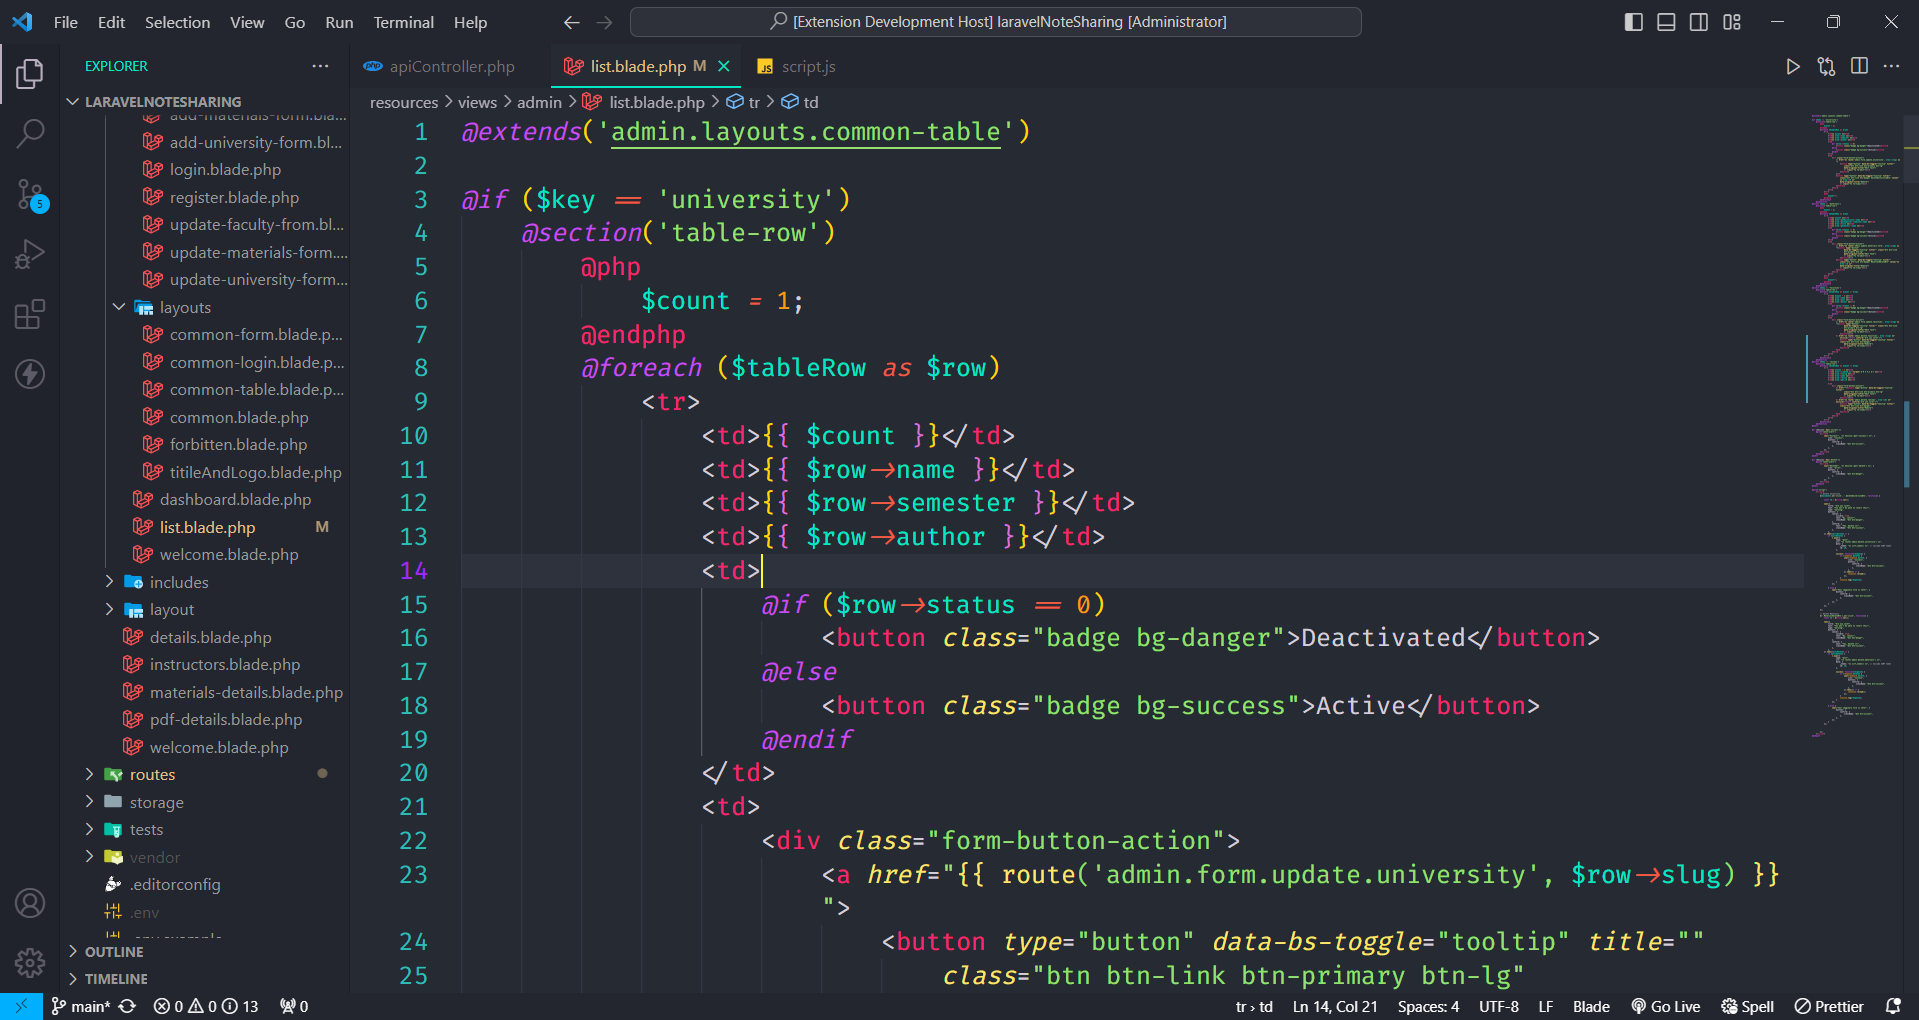 File Edit Selection View Go Run Terminal Help
[Extension Development Host] laravelNoteSharing [Administrator]
EXPLORER
LARAVELNOTESHARING
add-materials-form.bla...
add-university-form.bl...
login.blade.php
register.blade.php
update-faculty-from.bl...
update-materials-form....
update-university-form...
layouts
common-form.blade.p...
common-login.blade.p...
common-table.blade.p...
common.blade.php
forbitten.blade.php
titileAndLogo.blade.php
dashboard.blade.php
list.blade.php M
welcome.blade.php
includes
layout
details.blade.php
instructors.blade.php
materials-details.blade.php
pdf-details.blade.php
welcome.blade.php
routes
storage
tests
vendor
.editorconfig
.env
.env.example
OUTLINE
TIMELINE
5
php apiController.php
list.blade.php M
JS script.js
resources > views > admin > list.blade.php > tr > td
1 @extends('admin.layouts.common-table')
2
3 @if ($key == 'university')
4 @section('table-row')
5 @php
6 $count = 1;
7 @endphp
8 @foreach ($tableRow as $row)
9 <tr>
10 <td>{{ $count }}</td>
11 <td>{{ $row->name }}</td>
12 <td>{{ $row->semester }}</td>
13 <td>{{ $row->author }}</td>
14 <td>
15 @if ($row->status == 0)
16 <button class="badge bg-danger">Deactivated</button>
17 @else
18 <button class="badge bg-success">Active</button>
19 @endif
20 </td>
21 <td>
22 <div class="form-button-action">
23 <a href="{{ route('admin.form.update.university', $row->slug) }}
">
24 <button type="button" data-bs-toggle="tooltip" title=""
25 class="btn btn-link btn-primary btn-lg"
main* 0 0 13 0
tr › td Ln 14, Col 21 Spaces: 4 UTF-8 LF Blade Go Live Spell Prettier